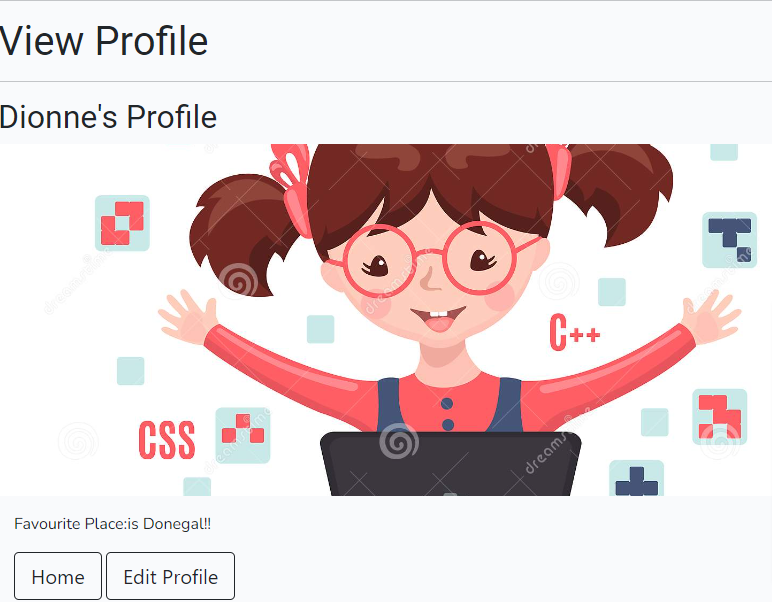 View Profile
Dionne's Profile
C++
CSS
Favourite Place:is Donegal!!
Home
Edit Profile